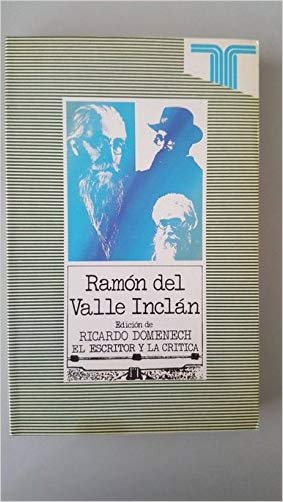 Ramón del
Valle Inclán
Edición de
RICARDO DOMENECH
EL ESCRITOR Y LA CRITICA